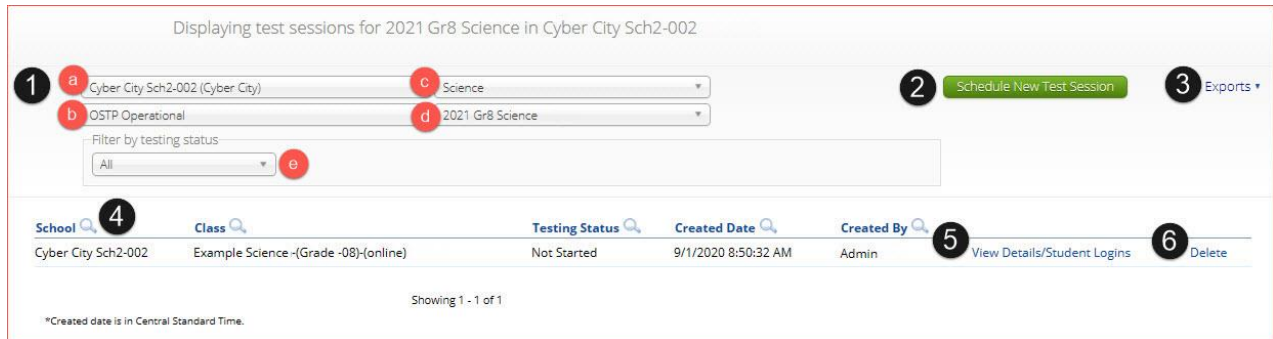 Displaying test sessions for 2021 Gr8 Science in Cyber City Sch2-002
1 a Cyber City Sch2-002 (Cyber City) c Science 2 Schedule New Test Session 3 Exports
b OSTP Operational d 2021 Gr8 Science
Filter by testing status
All e
School 4 Class Testing Status Created Date Created By
Cyber City Sch2-002 Example Science -(Grade -08)-(online) Not Started 9/1/2020 8:50:32 AM Admin 5 View Details/Student Logins 6 Delete
Showing 1 - 1 of 1
*Created date is in Central Standard Time.